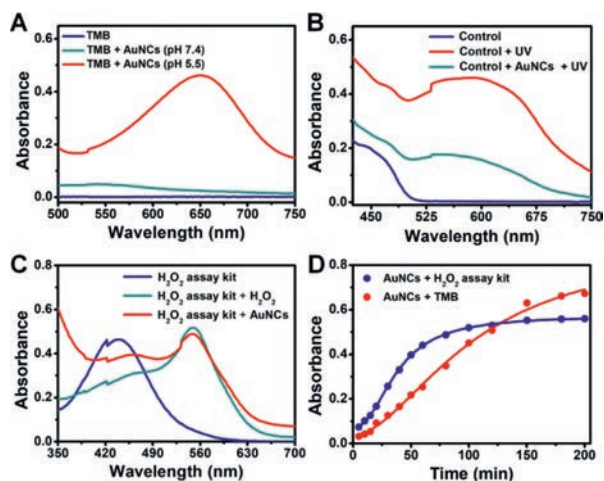 A
TMB
TMB + AuNCs (pH 7.4)
TMB + AuNCs (pH 5.5)
Absorbance
0.6
0.4
0.2
0.0
500 550 600 650 700 750
Wavelength (nm)
B
Control
Control + UV
Control + AuNCs + UV
Absorbance
0.6
0.4
0.2
0.0
450 525 600 675 750
Wavelength (nm)
C
H₂O₂ assay kit
H₂O₂ assay kit + H₂O₂
H₂O₂ assay kit + AuNCs
Absorbance
0.8
0.6
0.4
0.2
0.0
350 420 490 560 630 700
Wavelength (nm)
D
AuNCs + H₂O₂ assay kit
AuNCs + TMB
Absorbance
0.8
0.6
0.4
0.2
0.0
0 50 100 150 200
Time (min)